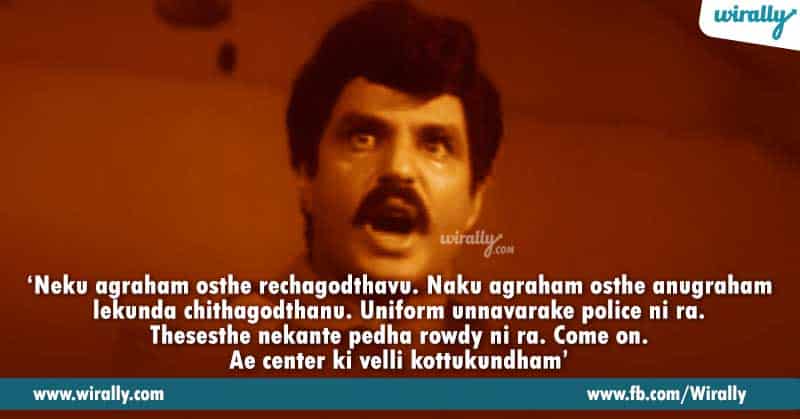 wirally
wirally.COM
‘Neku agraham osthe rechagodthavu. Naku agraham osthe anugraham
lekunda chithagodthanu. Uniform unnavarake police ni ra.
Thesesthe nekante pedha rowdy ni ra. Come on.
Ae center ki velli kottukundham’
www.wirally.com
www.fb.com/Wirally